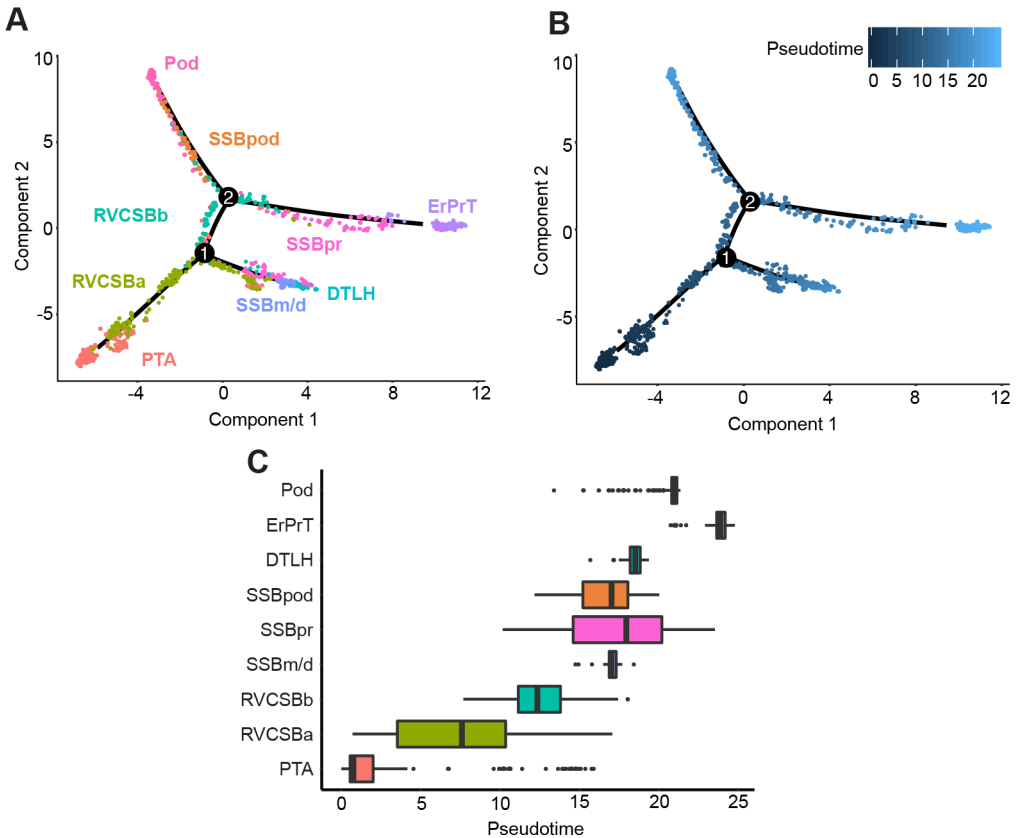 A
B
10
5
0
-5
Component 2
-4
0
4
8
12
Component 1
Pod
SSBpod
RVCSBb
2
ErPrT
SSBpr
1
RVCSBa
SSBm/d
DTLH
PTA
Pseudotime
0 5 10 15 20
10
5
0
-5
Component 2
2
1
-4
0
4
8
12
Component 1
C
Pod
ErPrT
DTLH
SSBpod
SSBpr
SSBm/d
RVCSBb
RVCSBa
PTA
0 5 10 15 20 25
Pseudotime